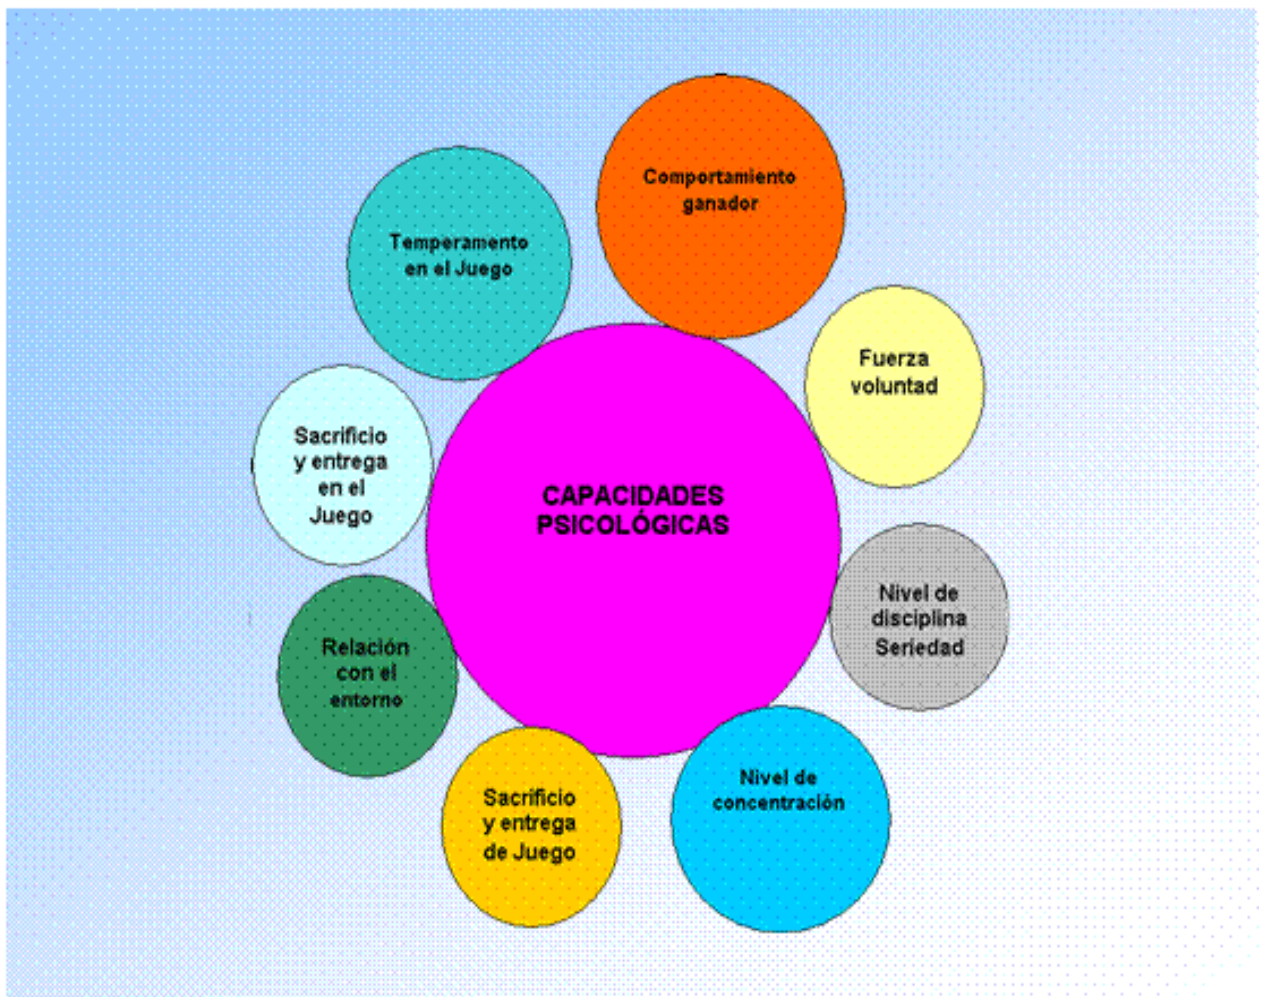 Comportamiento
ganador
Temperamento
en el Juego
Fuerza
voluntad
Sacrificio
y entrega
en el
Juego
CAPACIDADES
PSICOLÓGICAS
Nivel de
disciplina
Seriedad
Relación
con el
entorno
Nivel de
concentración
Sacrificio
y entrega
de Juego